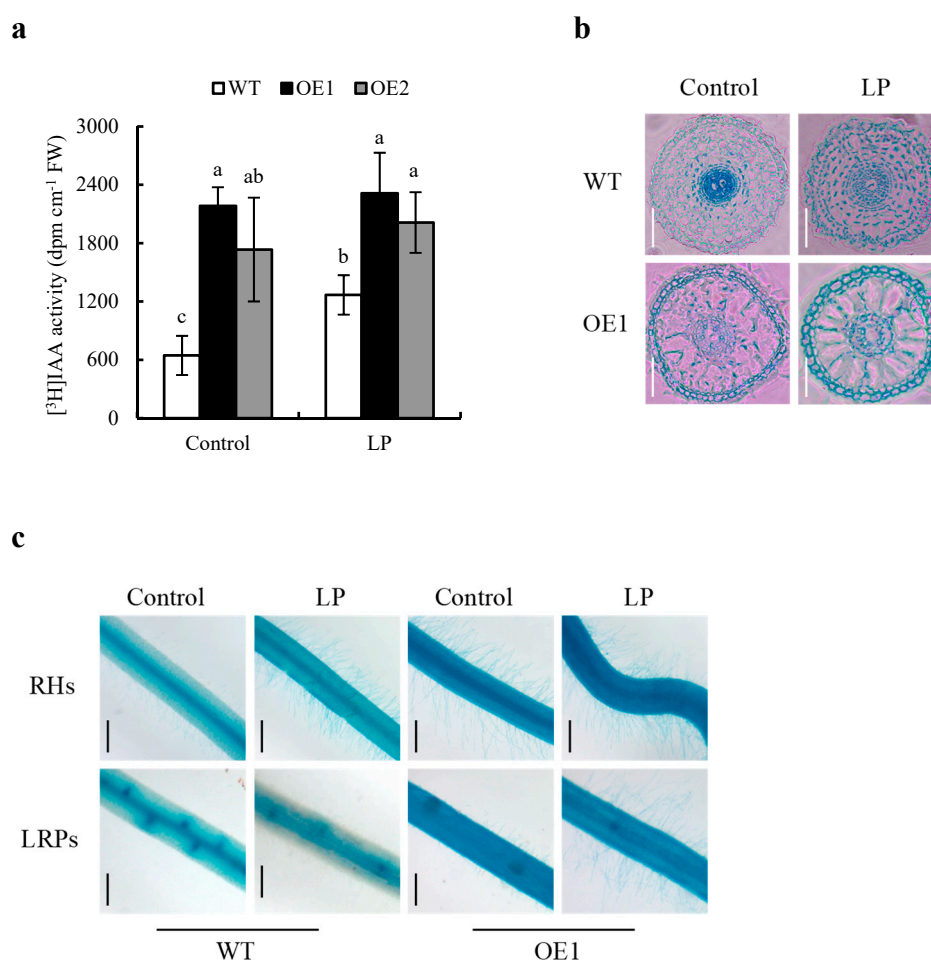 a
b
WT OE1 OE2
[³H]IAA activity (dpm cm⁻¹ FW)
3000
2400
1800
1200
600
0
c
a
ab
b
a
a
Control LP
Control LP
WT
OE1
c
Control LP Control LP
RHs
LRPs
WT OE1